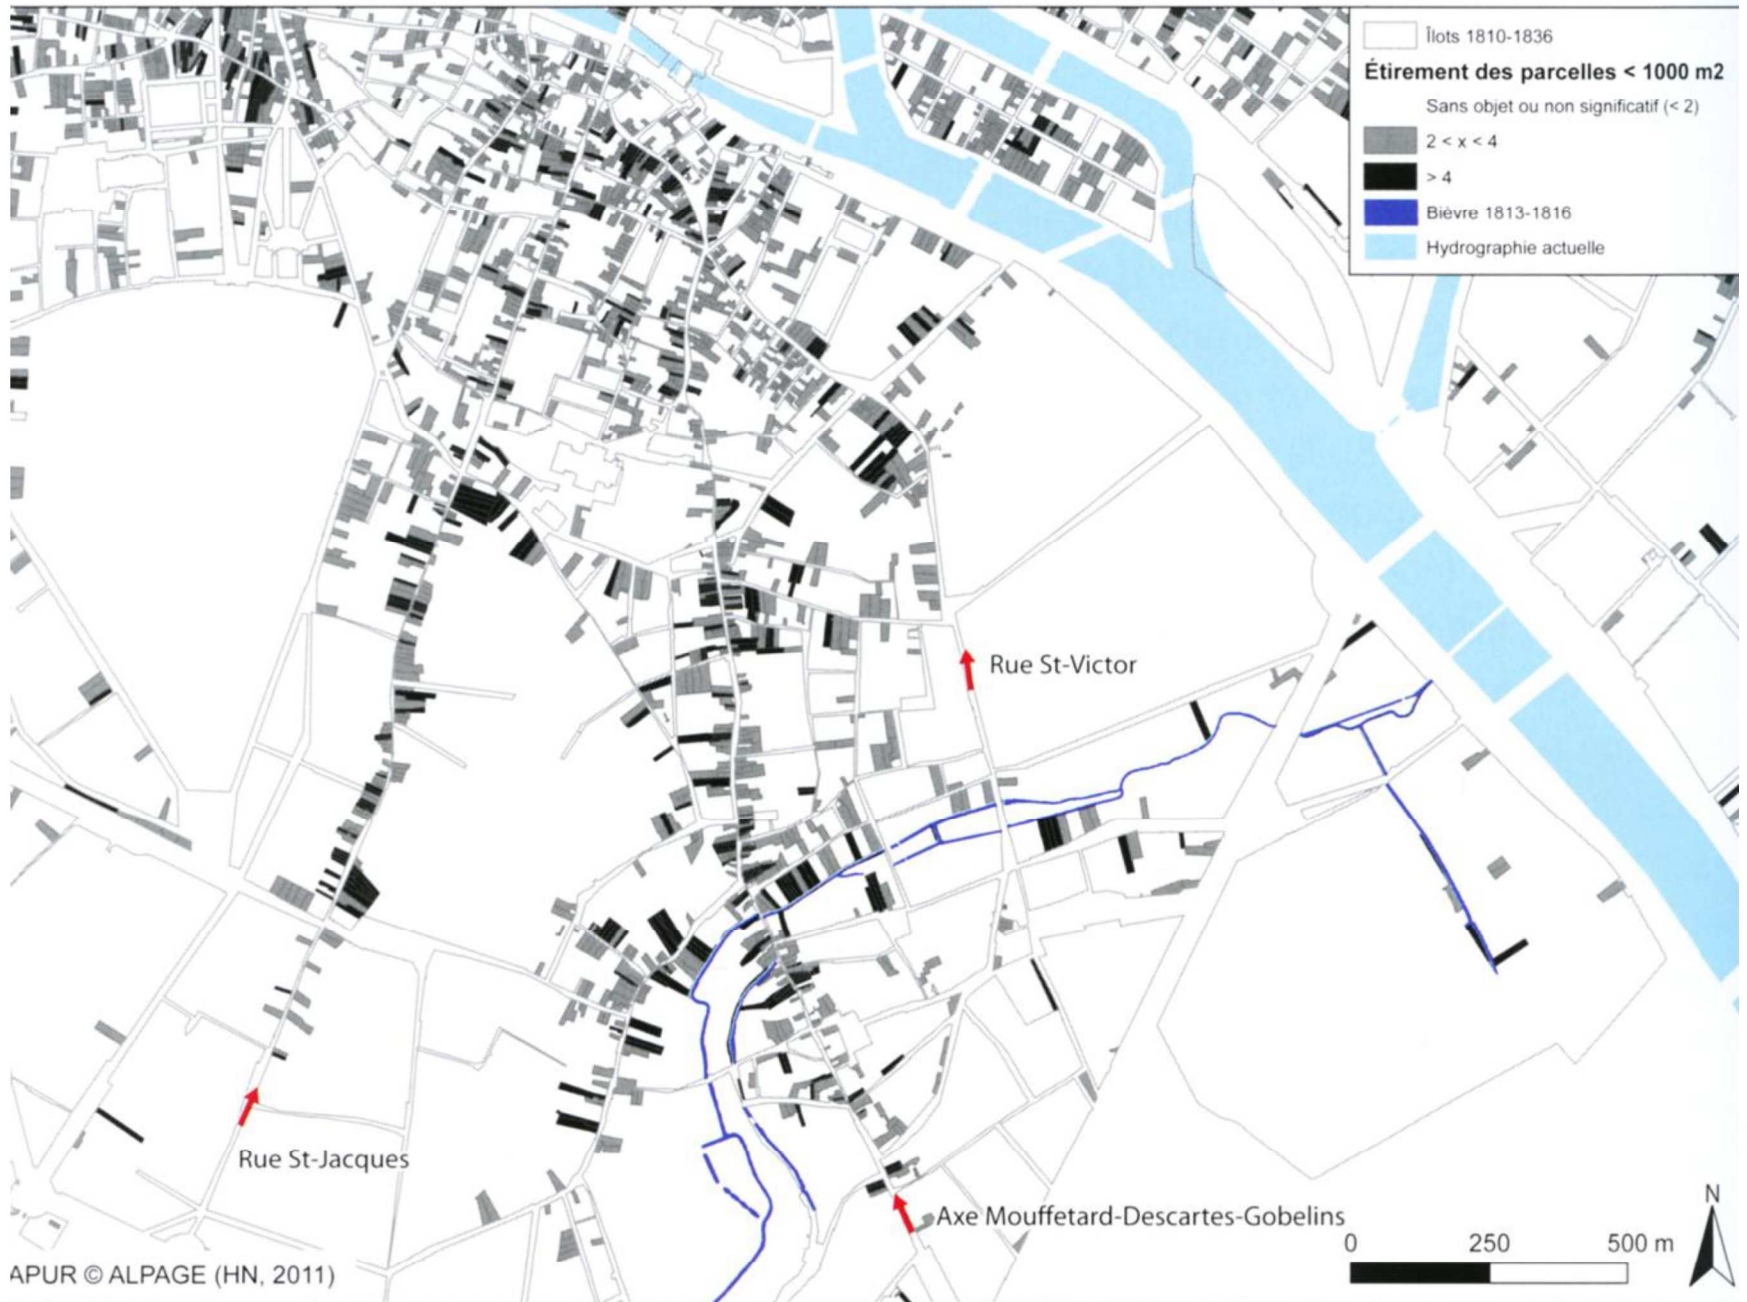 Îlots 1810-1836
Étirement des parcelles < 1000 m2
Sans objet ou non significatif (< 2)
2 < x < 4
> 4
Bièvre 1813-1816
Hydrographie actuelle
Rue St-Victor
Rue St-Jacques
Axe Mouffetard-Descartes-Gobelins
N
0 250 500 m
APUR © ALPAGE (HN, 2011)